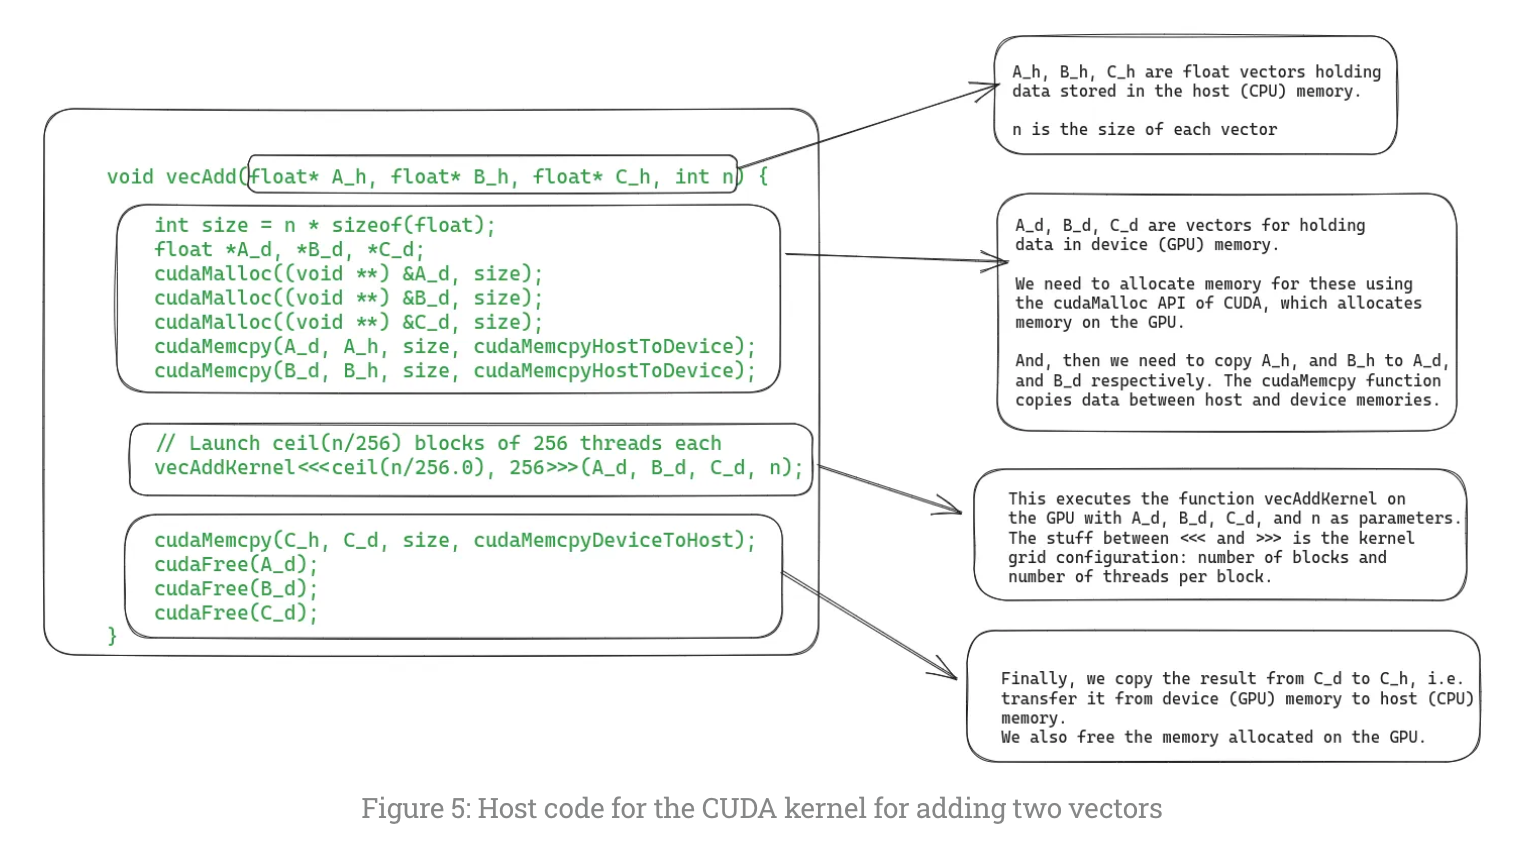 void vecAdd(float* A_h, float* B_h, float* C_h, int n) {
int size = n * sizeof(float);
float *A_d, *B_d, *C_d;
cudaMalloc((void **) &A_d, size);
cudaMalloc((void **) &B_d, size);
cudaMalloc((void **) &C_d, size);
cudaMemcpy(A_d, A_h, size, cudaMemcpyHostToDevice);
cudaMemcpy(B_d, B_h, size, cudaMemcpyHostToDevice);
// Launch ceil(n/256) blocks of 256 threads each
vecAddKernel<<<ceil(n/256.0), 256>>>(A_d, B_d, C_d, n);
cudaMemcpy(C_h, C_d, size, cudaMemcpyDeviceToHost);
cudaFree(A_d);
cudaFree(B_d);
cudaFree(C_d);
}
A_h, B_h, C_h are float vectors holding
data stored in the host (CPU) memory.
n is the size of each vector
A_d, B_d, C_d are vectors for holding
data in device (GPU) memory.
We need to allocate memory for these using
the cudaMalloc API of CUDA, which allocates
memory on the GPU.
And, then we need to copy A_h, and B_h to A_d,
and B_d respectively. The cudaMemcpy function
copies data between host and device memories.
This executes the function vecAddKernel on
the GPU with A_d, B_d, C_d, and n as parameters.
The stuff between <<< and >>> is the kernel
grid configuration: number of blocks and
number of threads per block.
Finally, we copy the result from C_d to C_h, i.e.
transfer it from device (GPU) memory to host (CPU)
memory.
We also free the memory allocated on the GPU.
Figure 5: Host code for the CUDA kernel for adding two vectors